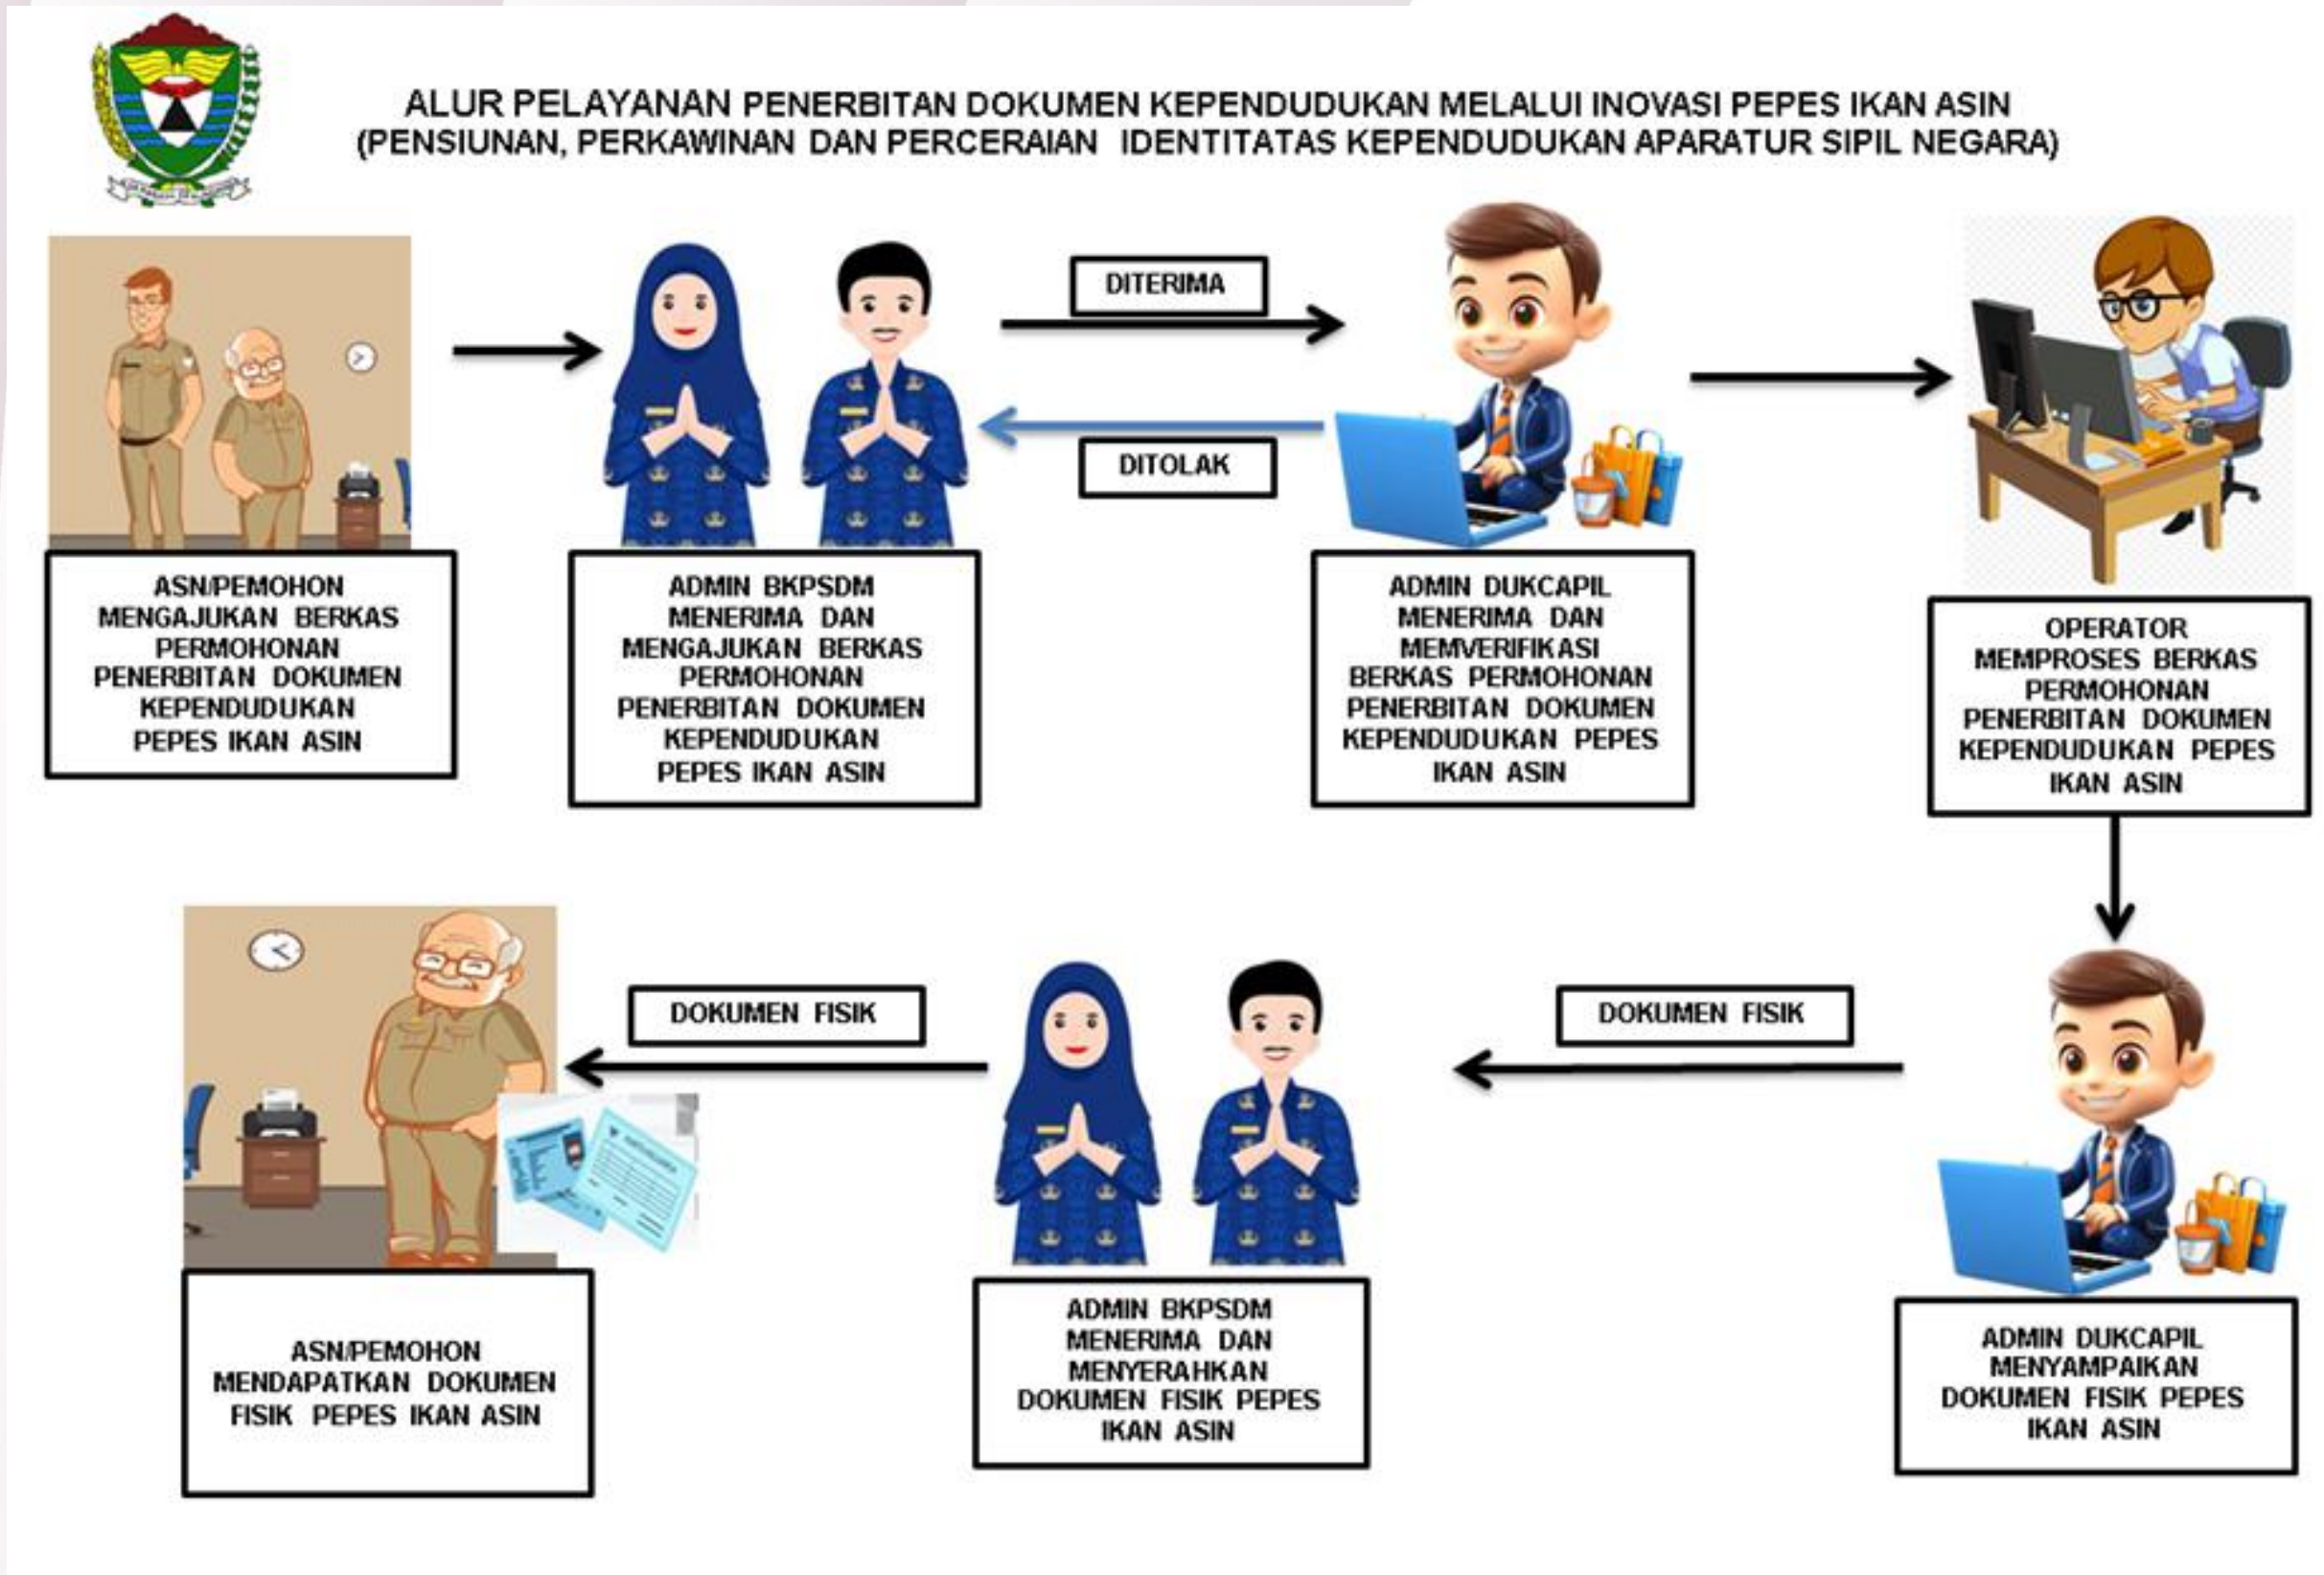 ALUR PELAYANAN PENERBITAN DOKUMEN KEPENDUDUKAN MELALUI INOVASI PEPES IKAN ASIN
(PENSIUNAN, PERKAWINAN DAN PERCERAIAN IDENTITATAS KEPENDUDUKAN APARATUR SIPIL NEGARA)
ASN/PEMOHON
MENGAJUKAN BERKAS
PERMOHONAN
PENERBITAN DOKUMEN
KEPENDUDUKAN
PEPES IKAN ASIN
ADMIN BKPSDM
MENERIMA DAN
MENGAJUKAN BERKAS
PERMOHONAN
PENERBITAN DOKUMEN
KEPENDUDUKAN
PEPES IKAN ASIN
DITERIMA
DITOLAK
ADMIN DUKCAPIL
MENERIMA DAN
MEMVERIFIKASI
BERKAS PERMOHONAN
PENERBITAN DOKUMEN
KEPENDUDUKAN PEPES
IKAN ASIN
OPERATOR
MEMPROSES BERKAS
PERMOHONAN
PENERBITAN DOKUMEN
KEPENDUDUKAN PEPES
IKAN ASIN
ADMIN DUKCAPIL
MENYAMPAIKAN
DOKUMEN FISIK PEPES
IKAN ASIN
DOKUMEN FISIK
ADMIN BKPSDM
MENERIMA DAN
MENYERAHKAN
DOKUMEN FISIK PEPES
IKAN ASIN
DOKUMEN FISIK
ASN/PEMOHON
MENDAPATKAN DOKUMEN
FISIK PEPES IKAN ASIN